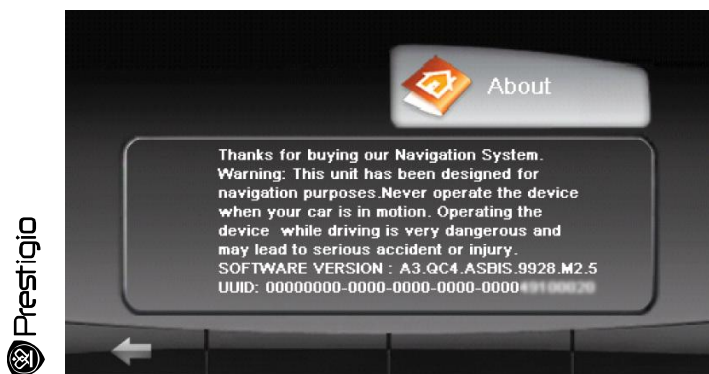 About
Thanks for buying our Navigation System.
Warning: This unit has been designed for
navigation purposes.Never operate the device
when your car is in motion. Operating the
device while driving is very dangerous and
may lead to serious accident or injury.
SOFTWARE VERSION : A3.QC4.ASBIS.9928.M2.5
UUID: 00000000-0000-0000-0000-0000
Prestigio